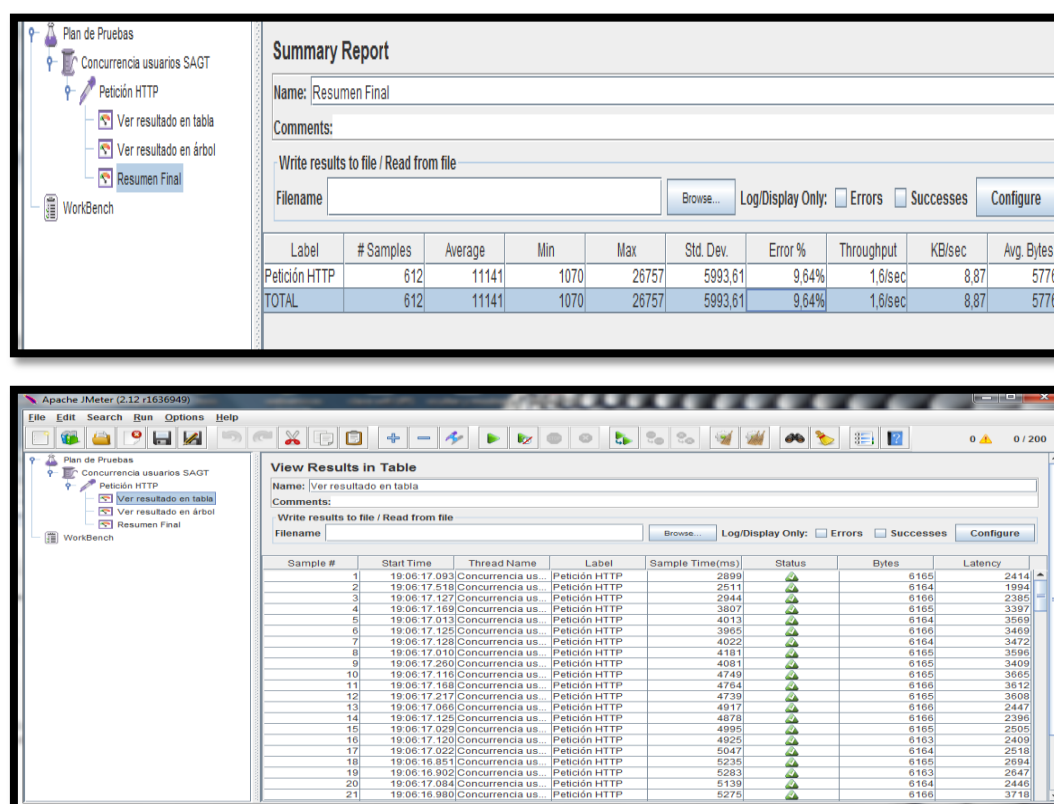 Plan de Pruebas
Concurrencia usuarios SAGT
Petición HTTP
Ver resultado en tabla
Ver resultado en árbol
Resumen Final
WorkBench
Summary Report
Name: Resumen Final
Comments:
Write results to file / Read from file
Filename Browse... Log/Display Only: Errors Successes Configure
Label # Samples Average Min Max Std. Dev. Error % Throughput KB/sec Avg. Bytes
Petición HTTP 612 11141 1070 26757 5993,61 9,64% 1,6/sec 8,87 5776
TOTAL 612 11141 1070 26757 5993,61 9,64% 1,6/sec 8,87 5776
Apache JMeter (2.12 r1636949)
File Edit Search Run Options Help
0 0 / 200
Plan de Pruebas
Concurrencia usuarios SAGT
Petición HTTP
Ver resultado en tabla
Ver resultado en árbol
Resumen Final
WorkBench
View Results in Table
Name: Ver resultado en tabla
Comments:
Write results to file / Read from file
Filename Browse... Log/Display Only: Errors Successes Configure
Sample # Start Time Thread Name Label Sample Time(ms) Status Bytes Latency
1 19:06:17.093 Concurrencia us... Petición HTTP 2899 6165 2414
2 19:06:17.518 Concurrencia us... Petición HTTP 2511 6164 1994
3 19:06:17.127 Concurrencia us... Petición HTTP 2944 6166 2385
4 19:06:17.169 Concurrencia us... Petición HTTP 3807 6165 3397
5 19:06:17.013 Concurrencia us... Petición HTTP 4013 6164 3569
6 19:06:17.125 Concurrencia us... Petición HTTP 3965 6166 3469
7 19:06:17.128 Concurrencia us... Petición HTTP 4022 6164 3472
8 19:06:17.010 Concurrencia us... Petición HTTP 4181 6165 3596
9 19:06:17.260 Concurrencia us... Petición HTTP 4081 6165 3409
10 19:06:17.116 Concurrencia us... Petición HTTP 4749 6165 3665
11 19:06:17.168 Concurrencia us... Petición HTTP 4764 6166 3612
12 19:06:17.217 Concurrencia us... Petición HTTP 4739 6165 3608
13 19:06:17.066 Concurrencia us... Petición HTTP 4917 6166 2447
14 19:06:17.125 Concurrencia us... Petición HTTP 4878 6166 2396
15 19:06:17.029 Concurrencia us... Petición HTTP 4995 6165 2505
16 19:06:17.120 Concurrencia us... Petición HTTP 4925 6163 2409
17 19:06:17.022 Concurrencia us... Petición HTTP 5047 6164 2518
18 19:06:16.851 Concurrencia us... Petición HTTP 5235 6165 2694
19 19:06:16.902 Concurrencia us... Petición HTTP 5283 6163 2647
20 19:06:17.084 Concurrencia us... Petición HTTP 5139 6164 2446
21 19:06:16.980 Concurrencia us... Petición HTTP 5275 6166 3718